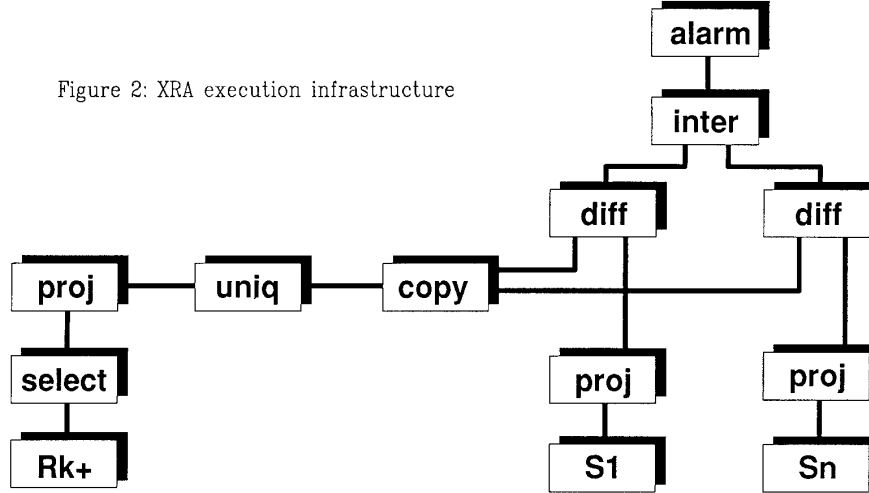 alarm
Figure 2: XRA execution infrastructure
inter
diff
diff
proj
uniq
copy
select
proj
proj
Rk+
S1
Sn